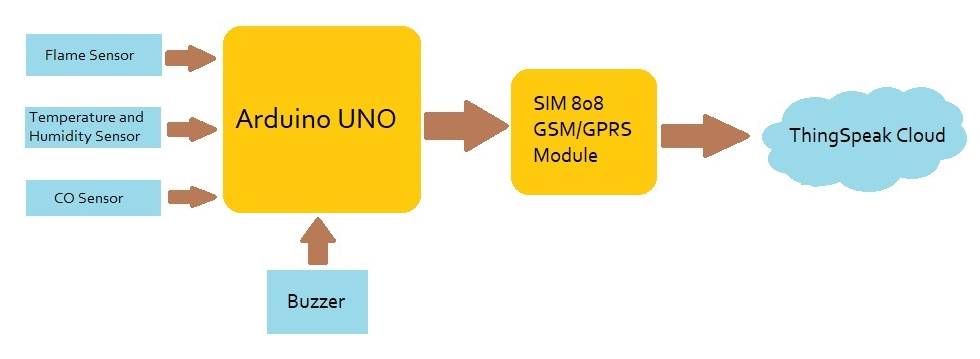 Flame Sensor
Temperature and
Humidity Sensor
CO Sensor
Arduino UNO
Buzzer
SIM 808
GSM/GPRS
Module
ThingSpeak Cloud